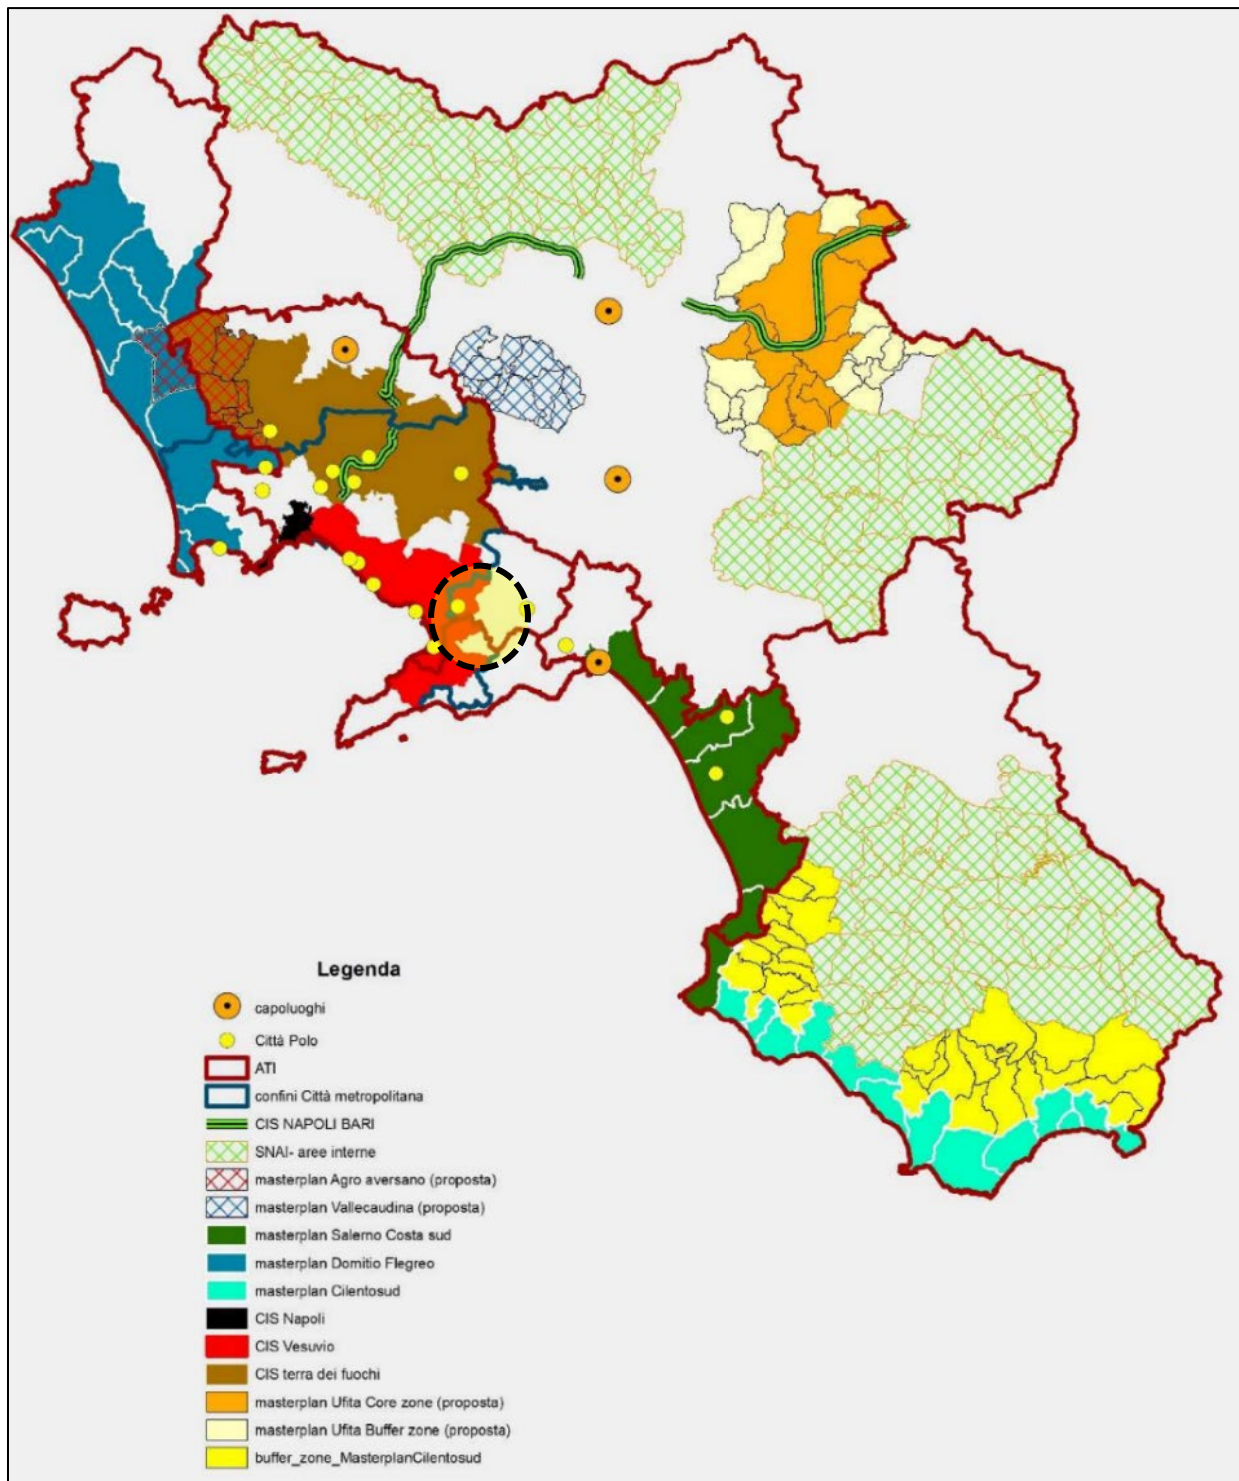 Legenda
capoluoghi
Città Polo
ATI
confini Città metropolitana
CIS NAPOLI BARI
SNAI- aree interne
masterplan Agro aversano (proposta)
masterplan Vallecaudina (proposta)
masterplan Salerno Costa sud
masterplan Domitio Flegreo
masterplan Cilentosud
CIS Napoli
CIS Vesuvio
CIS terra dei fuochi
masterplan Ufita Core zone (proposta)
masterplan Ufita Buffer zone (proposta)
buffer_zone_MasterplanCilentosud